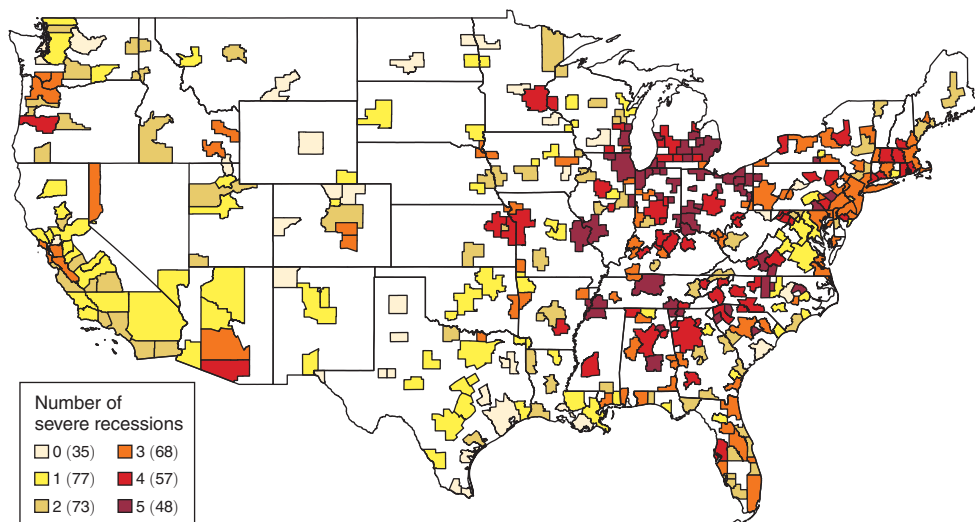 Number of
severe recessions
0 (35) 3 (68)
1 (77) 4 (57)
2 (73) 5 (48)